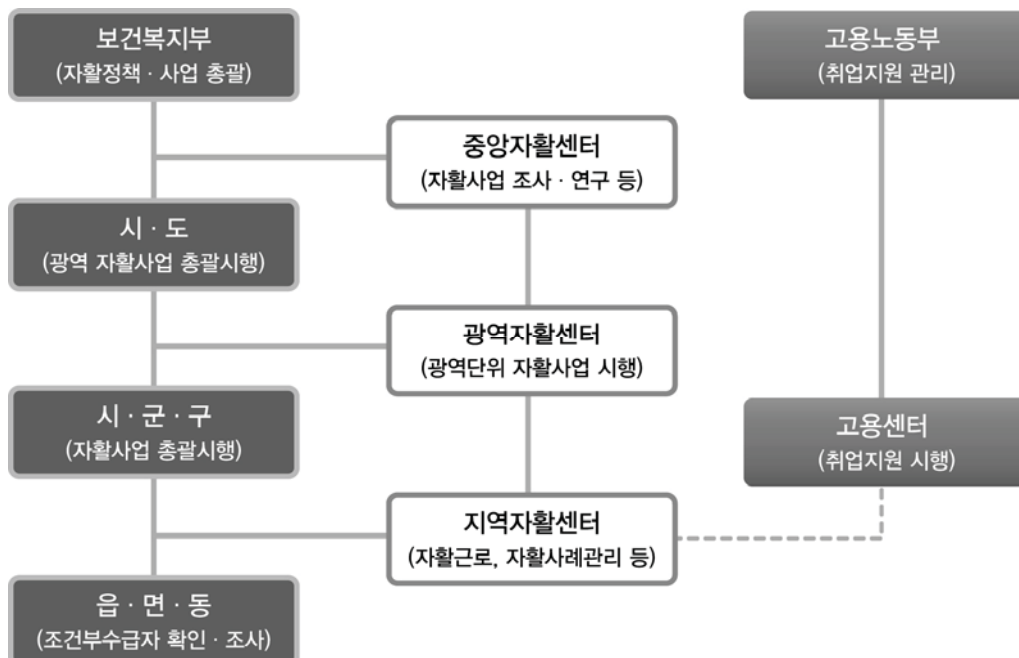 보건복지부
(자활정책 · 사업 총괄)
고용노동부
(취업지원 관리)
중앙자활센터
(자활사업 조사 · 연구 등)
시 · 도
(광역 자활사업 총괄시행)
광역자활센터
(광역단위 자활사업 시행)
시 · 군 · 구
(자활사업 총괄시행)
고용센터
(취업지원 시행)
지역자활센터
(자활근로, 자활사례관리 등)
읍 · 면 · 동
(조건부수급자 확인 · 조사)